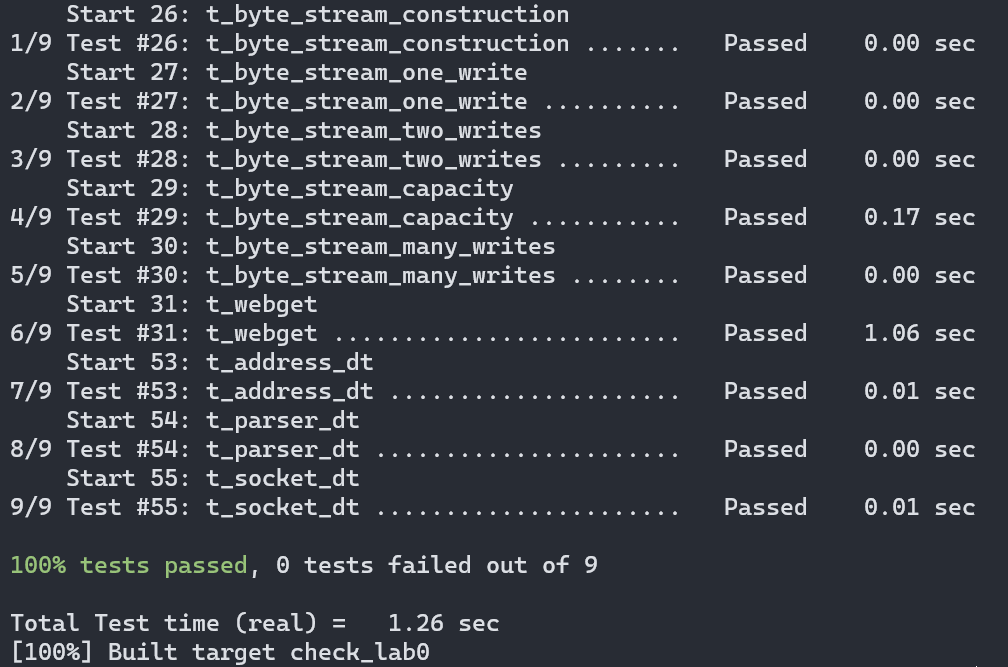 Start 26: t_byte_stream_construction
1/9 Test #26: t_byte_stream_construction .......   Passed    0.00 sec
    Start 27: t_byte_stream_one_write
2/9 Test #27: t_byte_stream_one_write ..........   Passed    0.00 sec
    Start 28: t_byte_stream_two_writes
3/9 Test #28: t_byte_stream_two_writes .........   Passed    0.00 sec
    Start 29: t_byte_stream_capacity
4/9 Test #29: t_byte_stream_capacity ...........   Passed    0.17 sec
    Start 30: t_byte_stream_many_writes
5/9 Test #30: t_byte_stream_many_writes ........   Passed    0.00 sec
    Start 31: t_webget
6/9 Test #31: t_webget .........................   Passed    1.06 sec
    Start 53: t_address_dt
7/9 Test #53: t_address_dt .....................   Passed    0.01 sec
    Start 54: t_parser_dt
8/9 Test #54: t_parser_dt ......................   Passed    0.00 sec
    Start 55: t_socket_dt
9/9 Test #55: t_socket_dt ......................   Passed    0.01 sec

100% tests passed, 0 tests failed out of 9

Total Test time (real) =   1.26 sec
[100%] Built target check_lab0